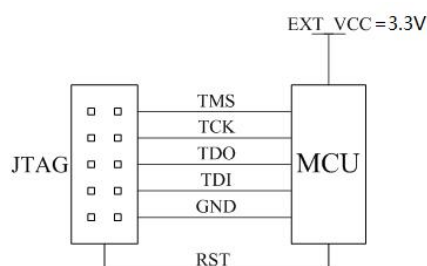 EXT_VCC=3.3V
TMS
TCK
JTAG
TDO
MCU
TDI
GND
RST